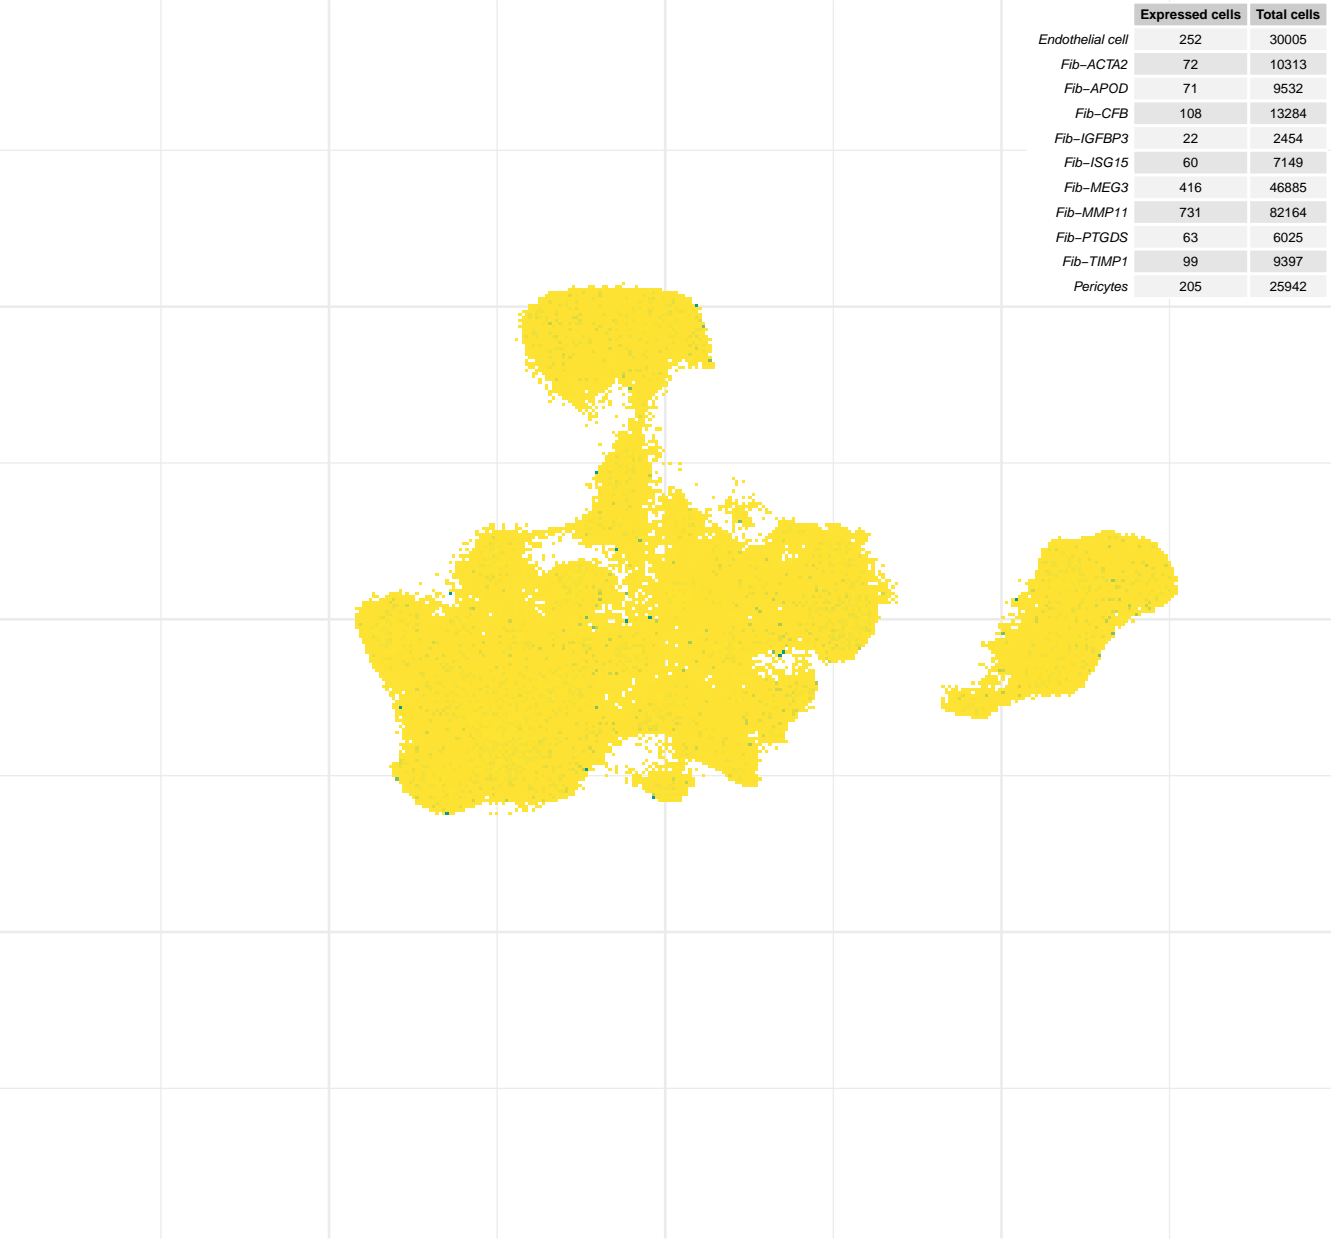 Expressed cells Total cells
Endothelial cell 252 30005
Fib−ACTA2 72 10313
Fib−APOD 71 9532
Fib−CFB 108 13284
Fib−IGFBP3 22 2454
Fib−ISG15 60 7149
Fib−MEG3 416 46885
Fib−MMP11 731 82164
Fib−PTGDS 63 6025
Fib−TIMP1 99 9397
Pericytes 205 25942